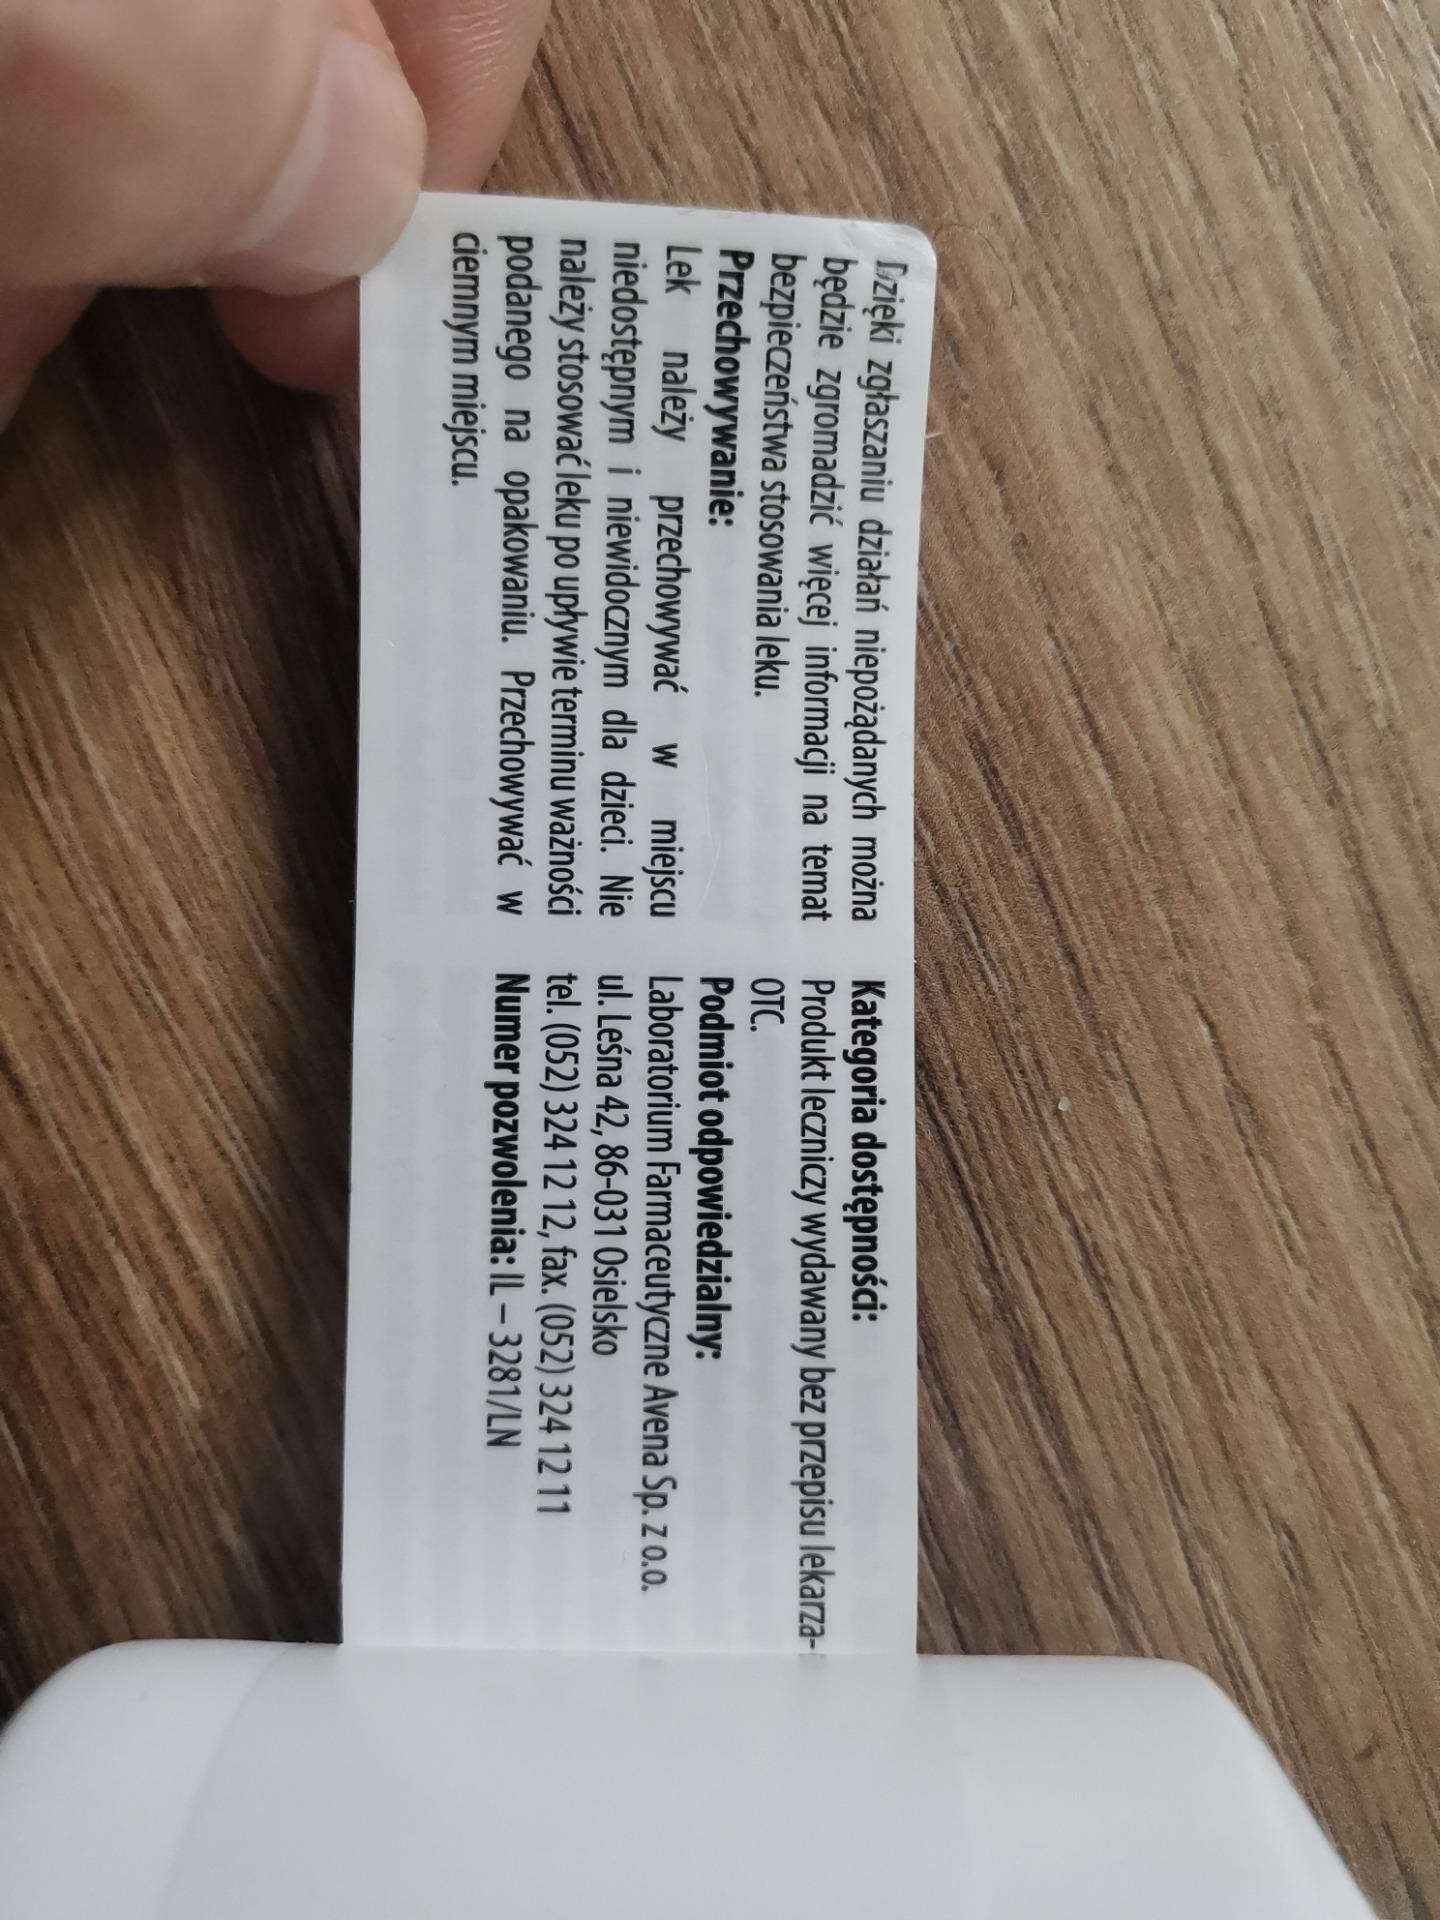 Dzięki zgłaszaniu działań niepożądanych można
będzie zgromadzić więcej informacji na temat
bezpieczeństwa stosowania leku.
Przechowywanie:
Lek należy przechowywać w miejscu
niedostępnym i niewidocznym dla dzieci. Nie
należy stosować leku po upływie terminu ważności
podanego na opakowaniu. Przechowywać w
ciemnym miejscu.
Kategoria dostępności:
Produkt leczniczy wydawany bez przepisu lekarza-
OTC.
Podmiot odpowiedzialny:
Laboratorium Farmaceutyczne Avena Sp. z o.o.
ul. Leśna 42, 86-031 Osielsko
tel. (052) 324 12 12, fax. (052) 324 12 11
Numer pozwolenia: IL – 3281/LN